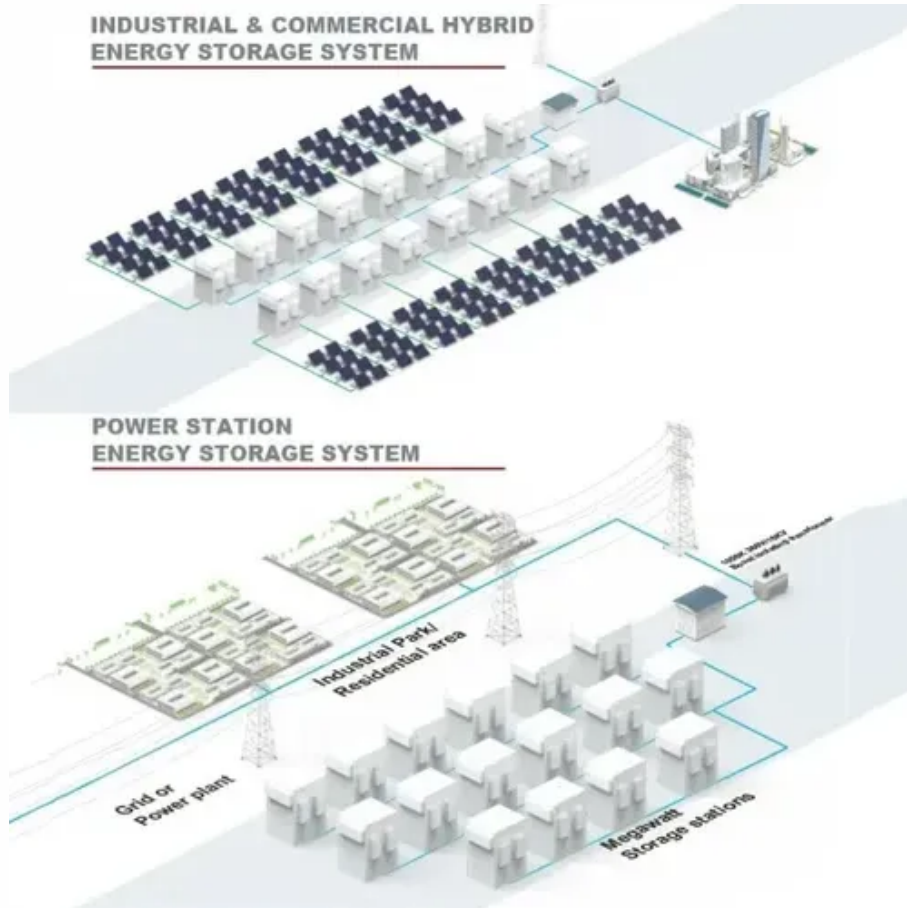 INDUSTRIAL & COMMERCIAL HYBRID
ENERGY STORAGE SYSTEM
POWER STATION
ENERGY STORAGE SYSTEM
Industrial Park/
Residential area
Grid or
Power plant
Megawatt
Storage stations